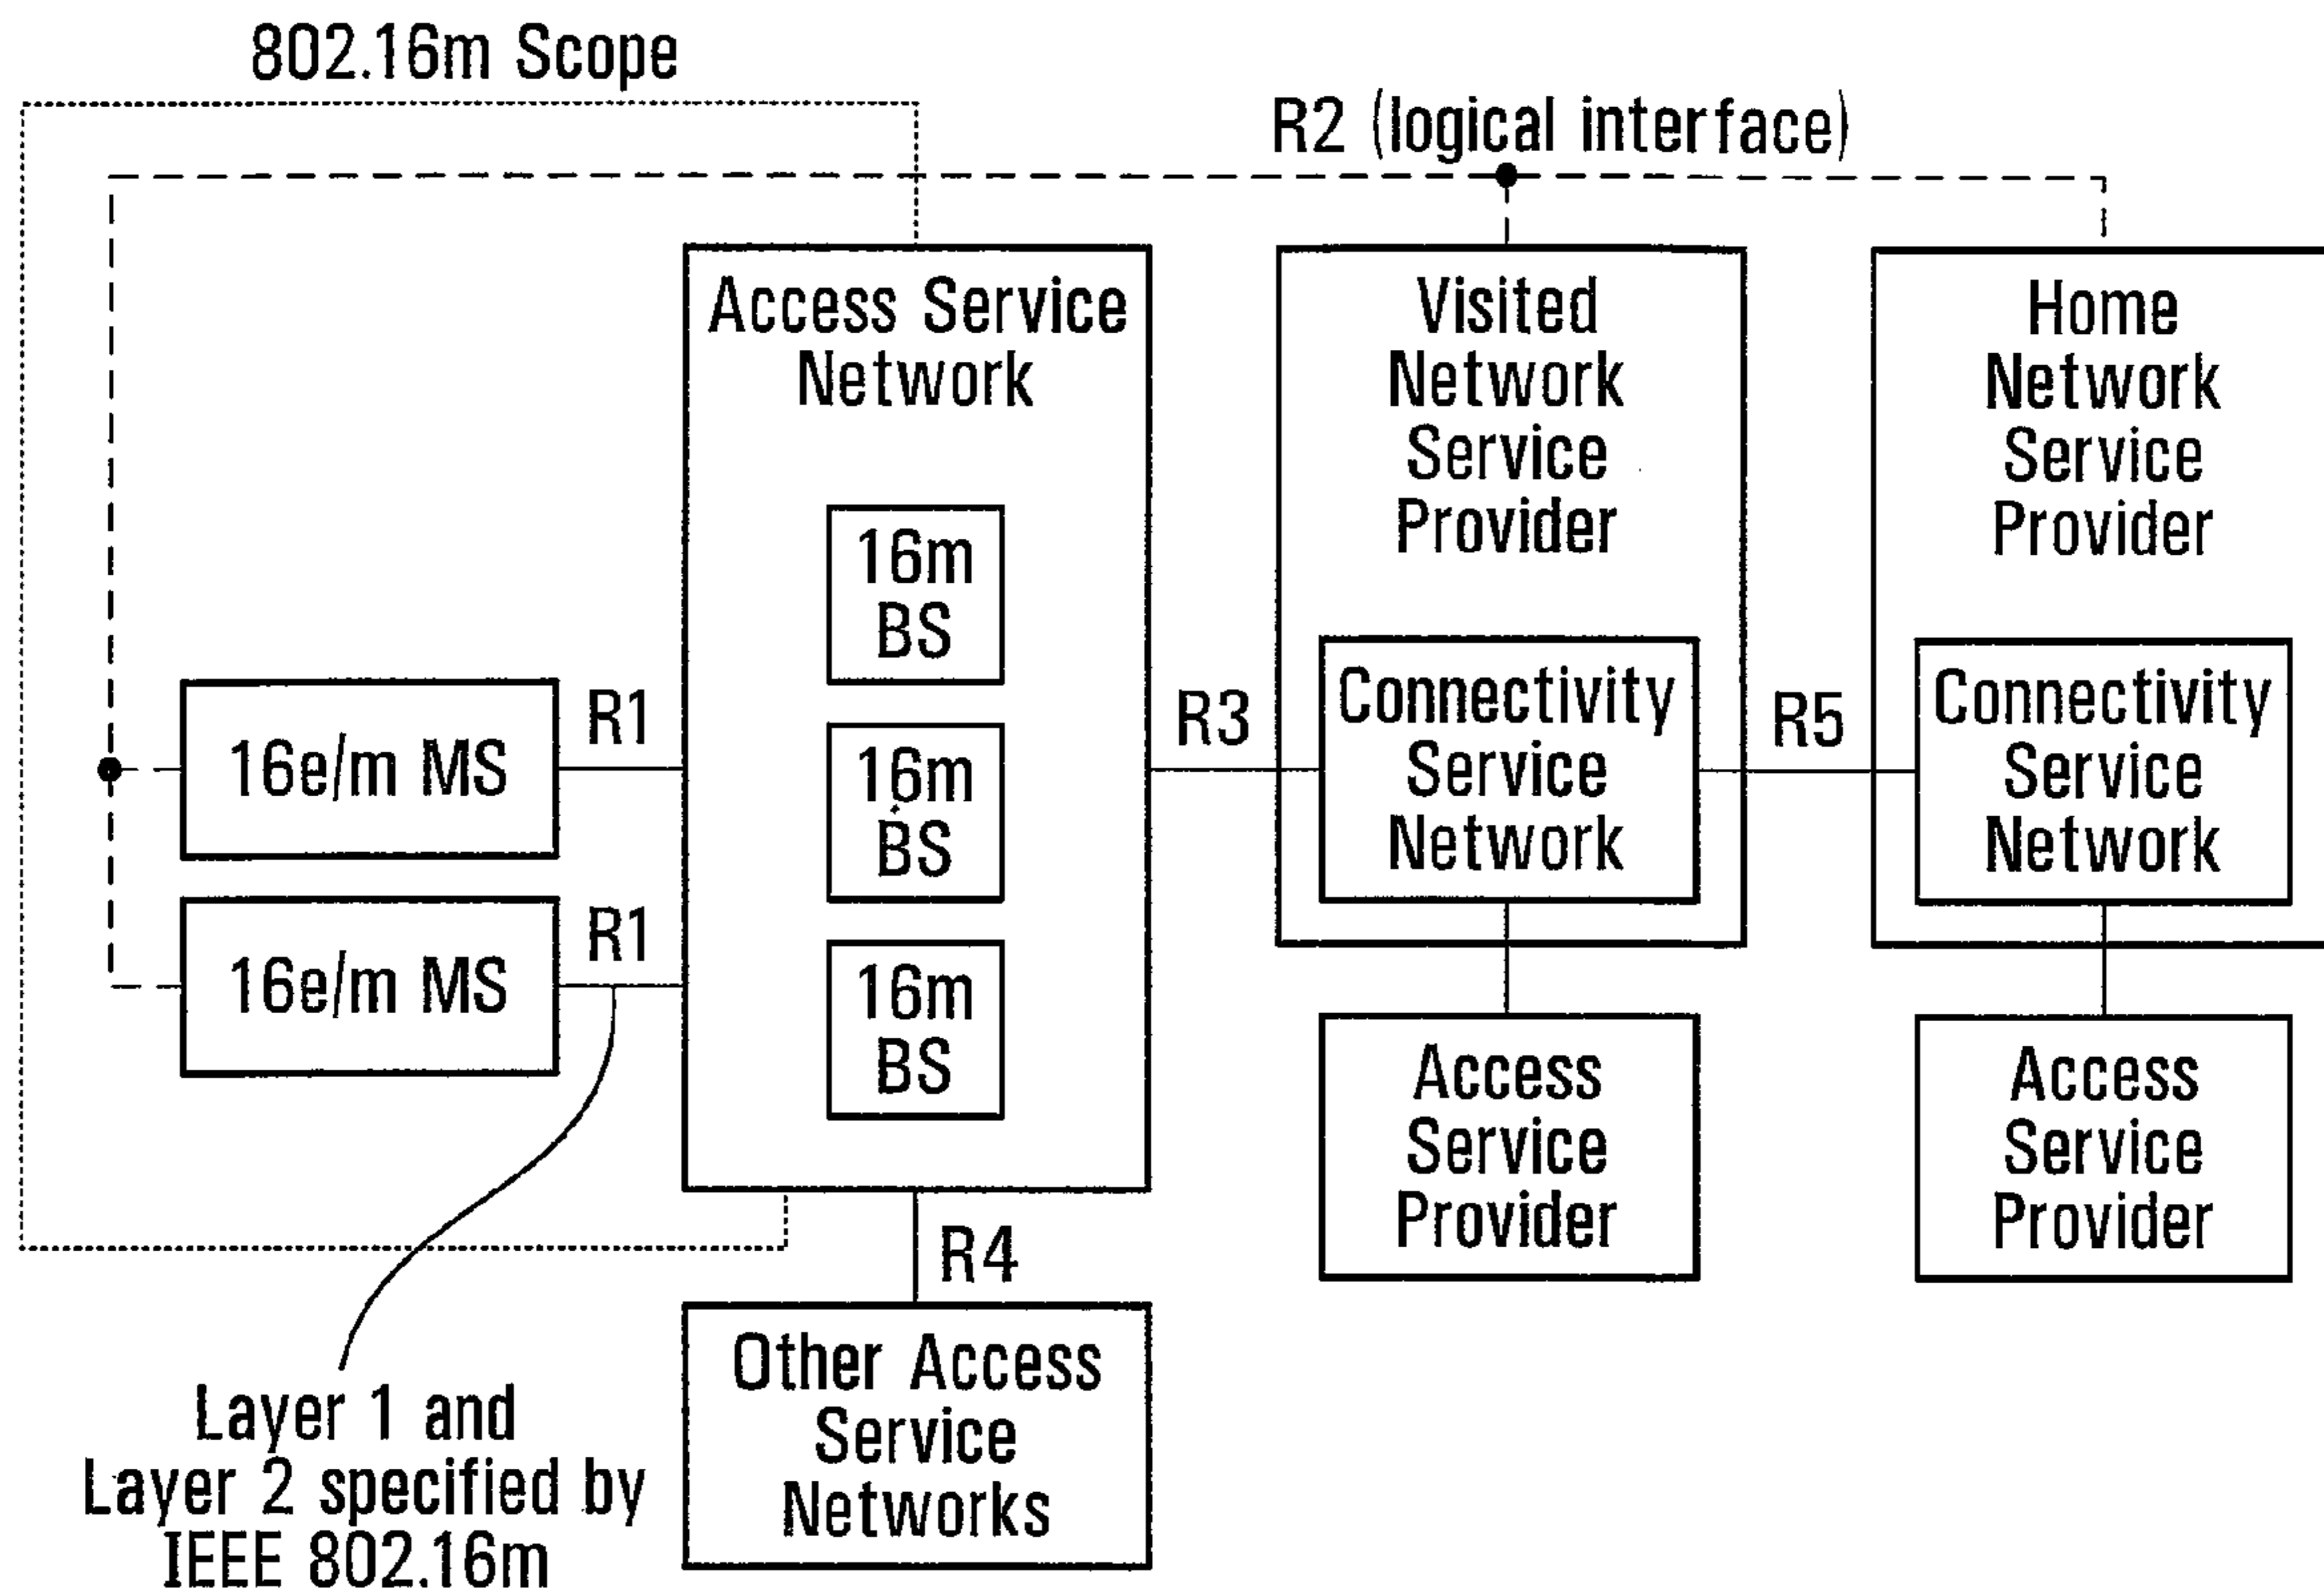 802.16m Scope
R2 (logical interface)
Access Service
Network
16m
BS
16m
BS
16m
BS
Visited
Network
Service
Provider
Connectivity
Service
Network
Home
Network
Service
Provider
Connectivity
Service
Network
16e/m MS
R1
16e/m MS
R1
R3
R5
Access
Service
Provider
Access
Service
Provider
R4
Other Access
Service
Networks
Layer 1 and
Layer 2 specified by
IEEE 802.16m